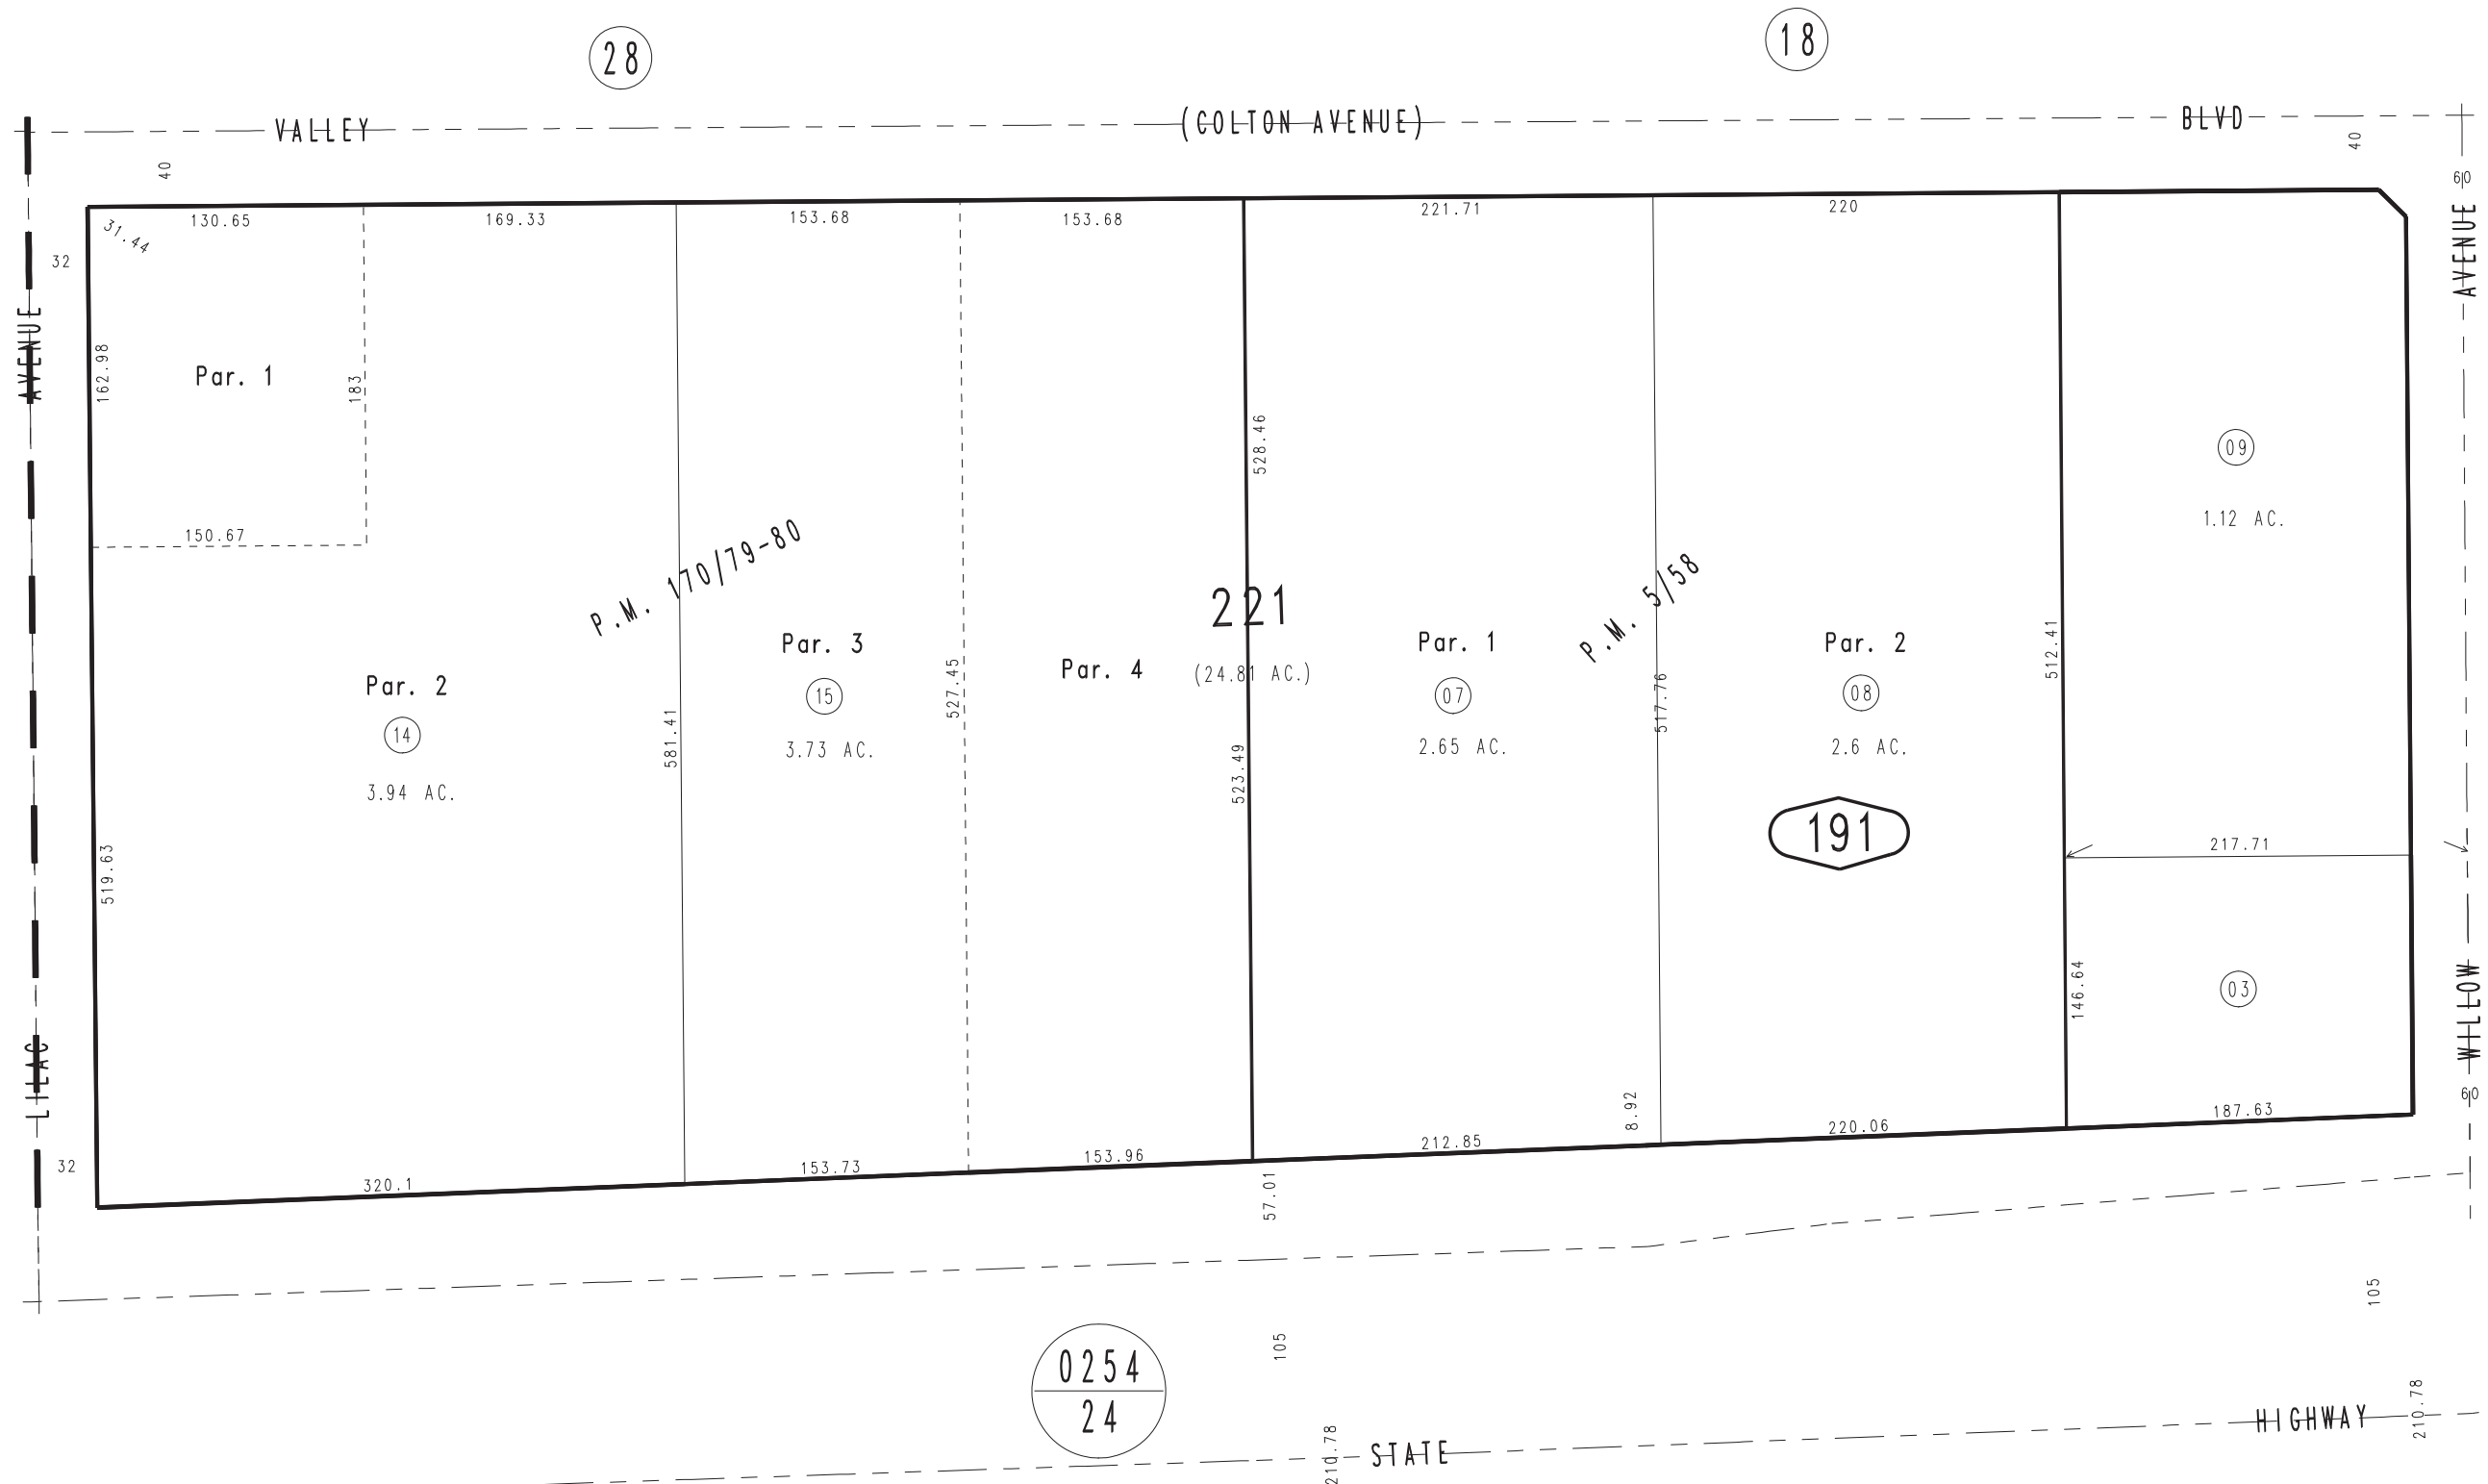 28
18
VALLEY
(COLTON AVENUE)
BLVD
40
40
60
130.65
169.33
153.68
153.68
221.71
220
31.44
32
AVENUE
AVENUE
162.98
Par. 1
183
528.46
09
1.12 AC.
150.67
P.M. 170/79-80
221
(24.81 AC.)
P.M. 5/58
Par. 2
14
3.94 AC.
581.41
Par. 3
15
3.73 AC.
527.45
Par. 4
523.49
Par. 1
07
2.65 AC.
517.76
Par. 2
08
2.6 AC.
512.41
191
217.71
519.63
146.64
03
WILLOW
LILAC
60
8.92
187.63
220.06
212.85
153.96
153.73
320.1
32
57.01
105
105
0254
24
210.78
STATE
HIGHWAY
210.78